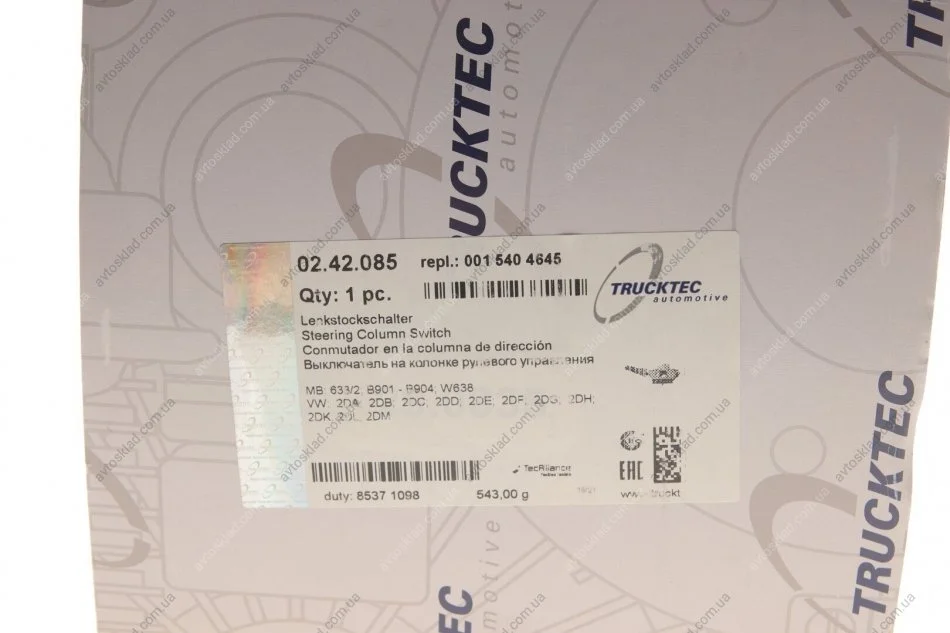 TRUCKTEC
automotive
02.42.085 repl.: 001 540 4645
Qty: 1 pc.
TRUCKTEC
automotive
Lenkstockschalter
Steering Column Switch
Conmutador en la columna de dirección
Выключатель на колонке рулевого управления
MB: 633/2; B901 - B904; W638
VW: 2DA; 2DB; 2DC; 2DD; 2DE; 2DF; 2DG; 2DH;
2DK; 2DL; 2DM
TecAlliance
EAC
duty: 8537 1098 543,00 g
TRUCKTEC
avtosklad.com.ua